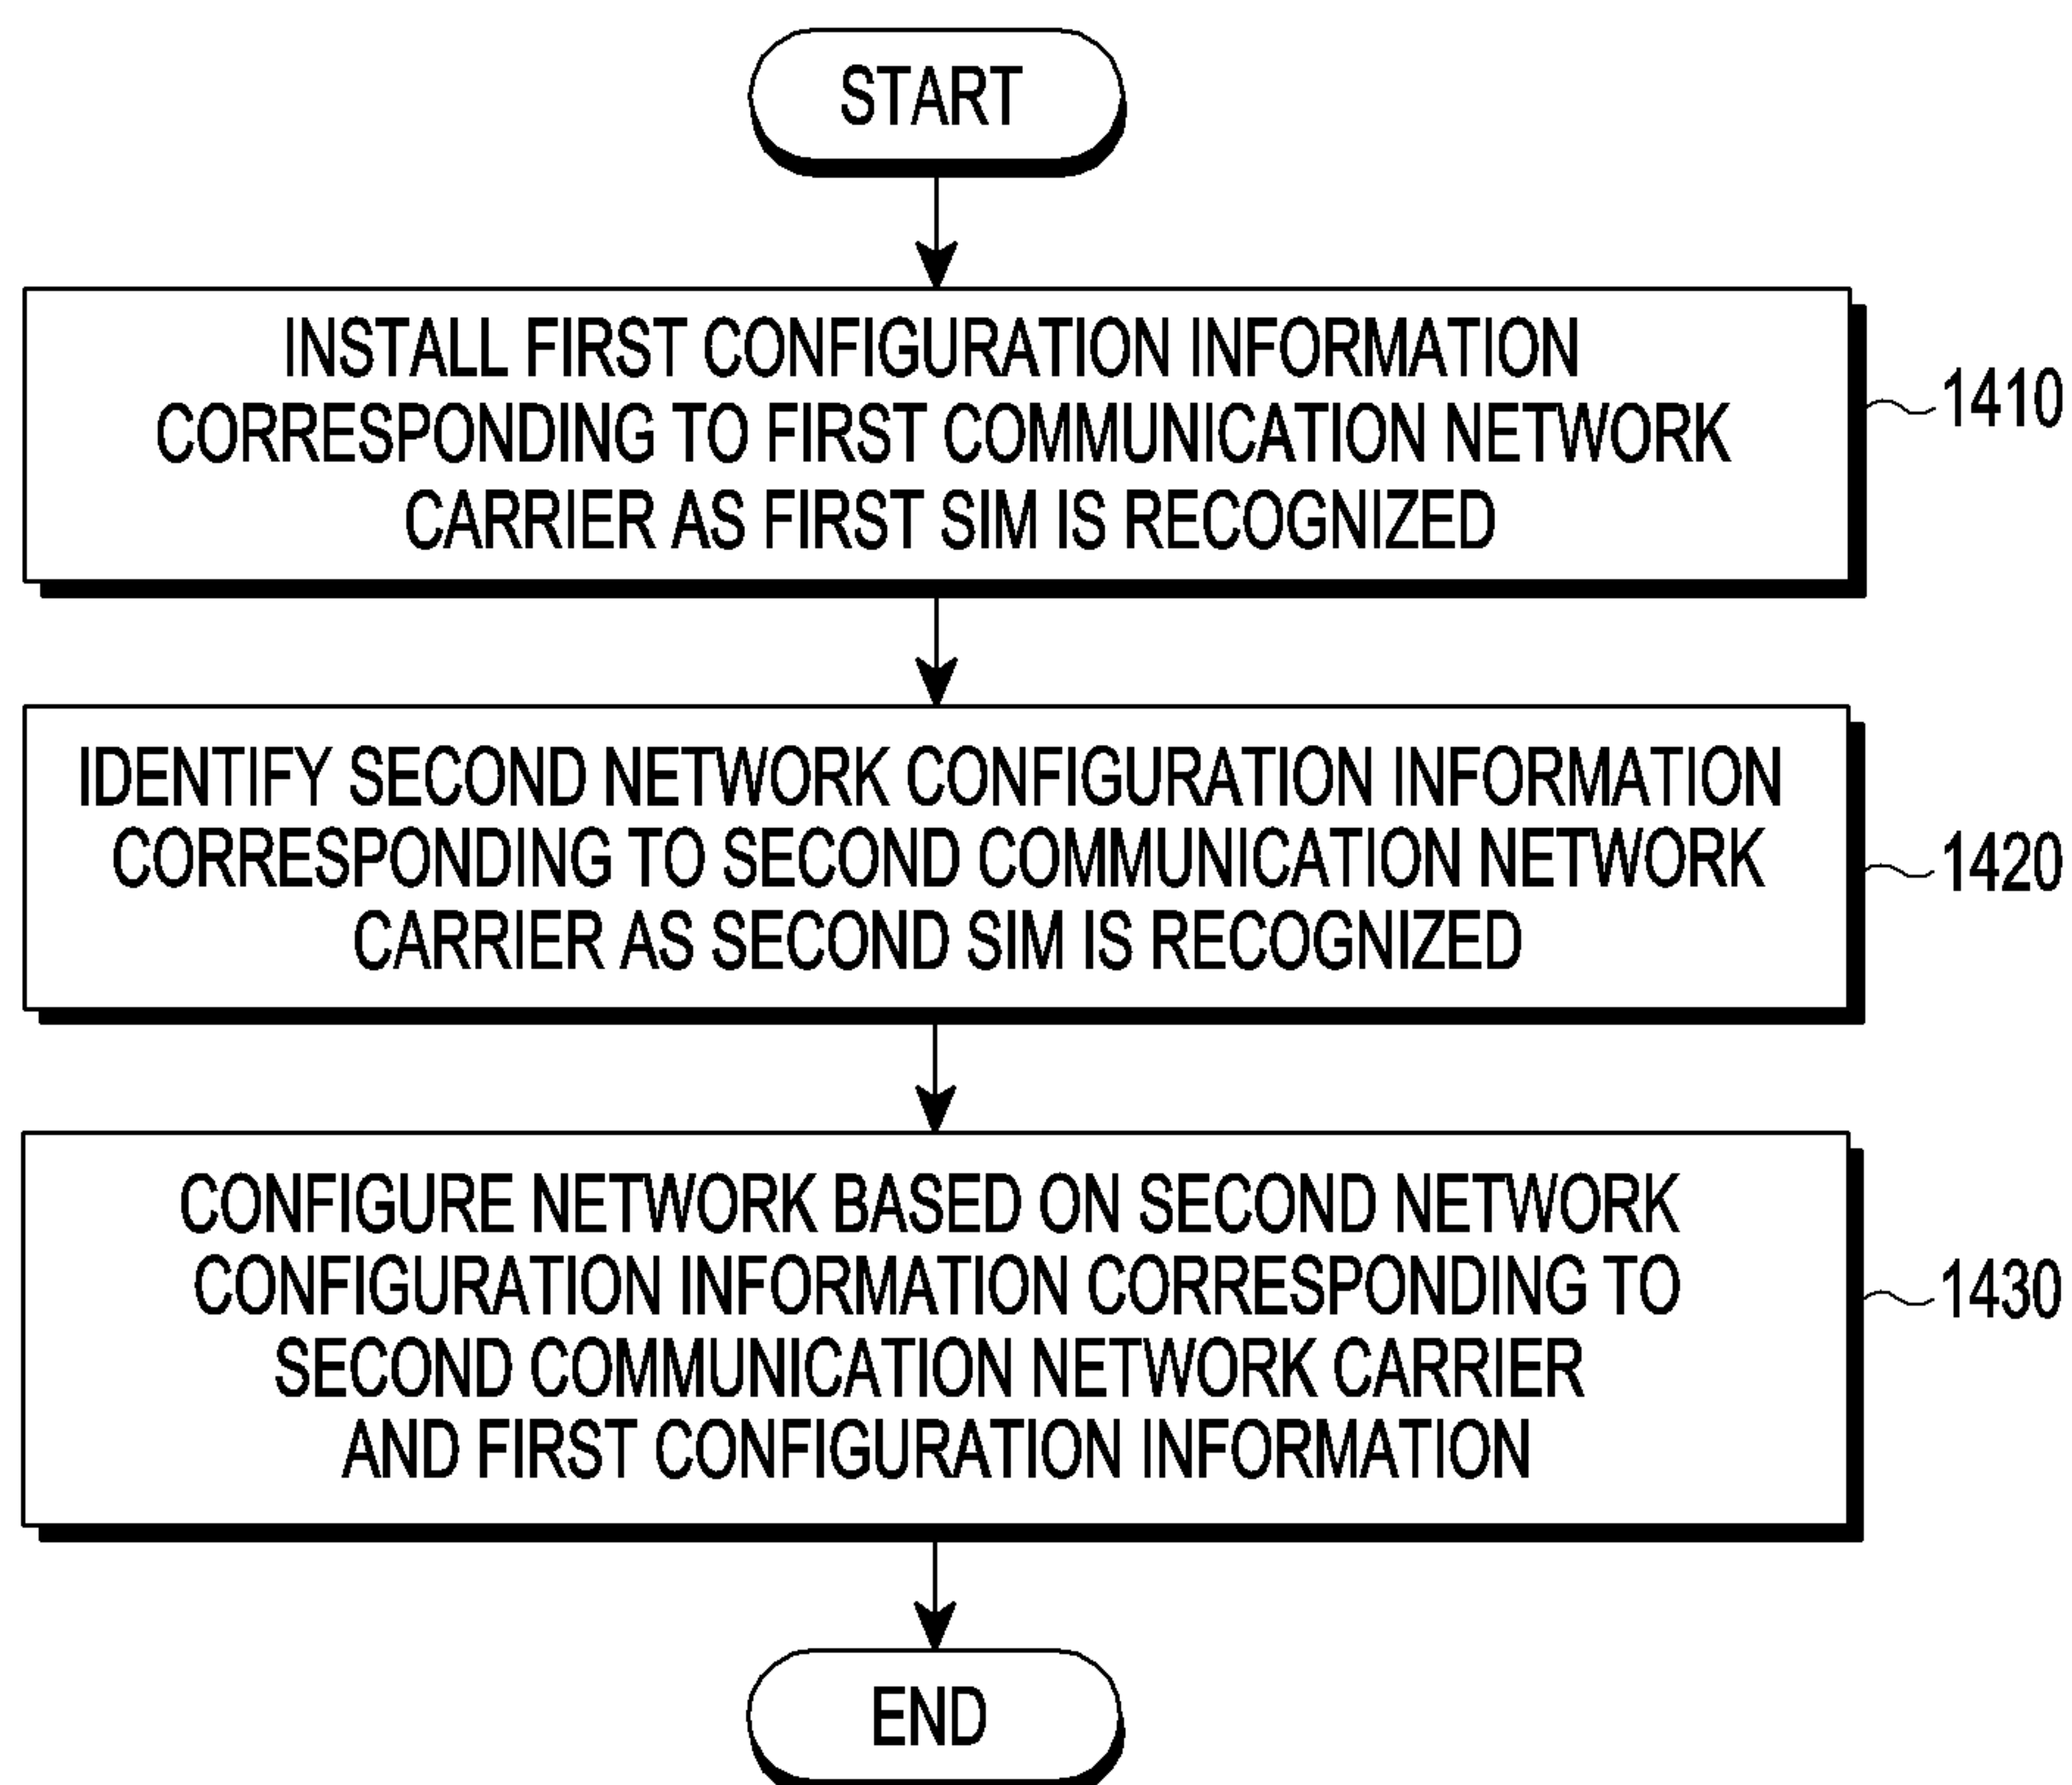 START
INSTALL FIRST CONFIGURATION INFORMATION
CORRESPONDING TO FIRST COMMUNICATION NETWORK
CARRIER AS FIRST SIM IS RECOGNIZED
1410
IDENTIFY SECOND NETWORK CONFIGURATION INFORMATION
CORRESPONDING TO SECOND COMMUNICATION NETWORK
CARRIER AS SECOND SIM IS RECOGNIZED
1420
CONFIGURE NETWORK BASED ON SECOND NETWORK
CONFIGURATION INFORMATION CORRESPONDING TO
SECOND COMMUNICATION NETWORK CARRIER
AND FIRST CONFIGURATION INFORMATION
1430
END